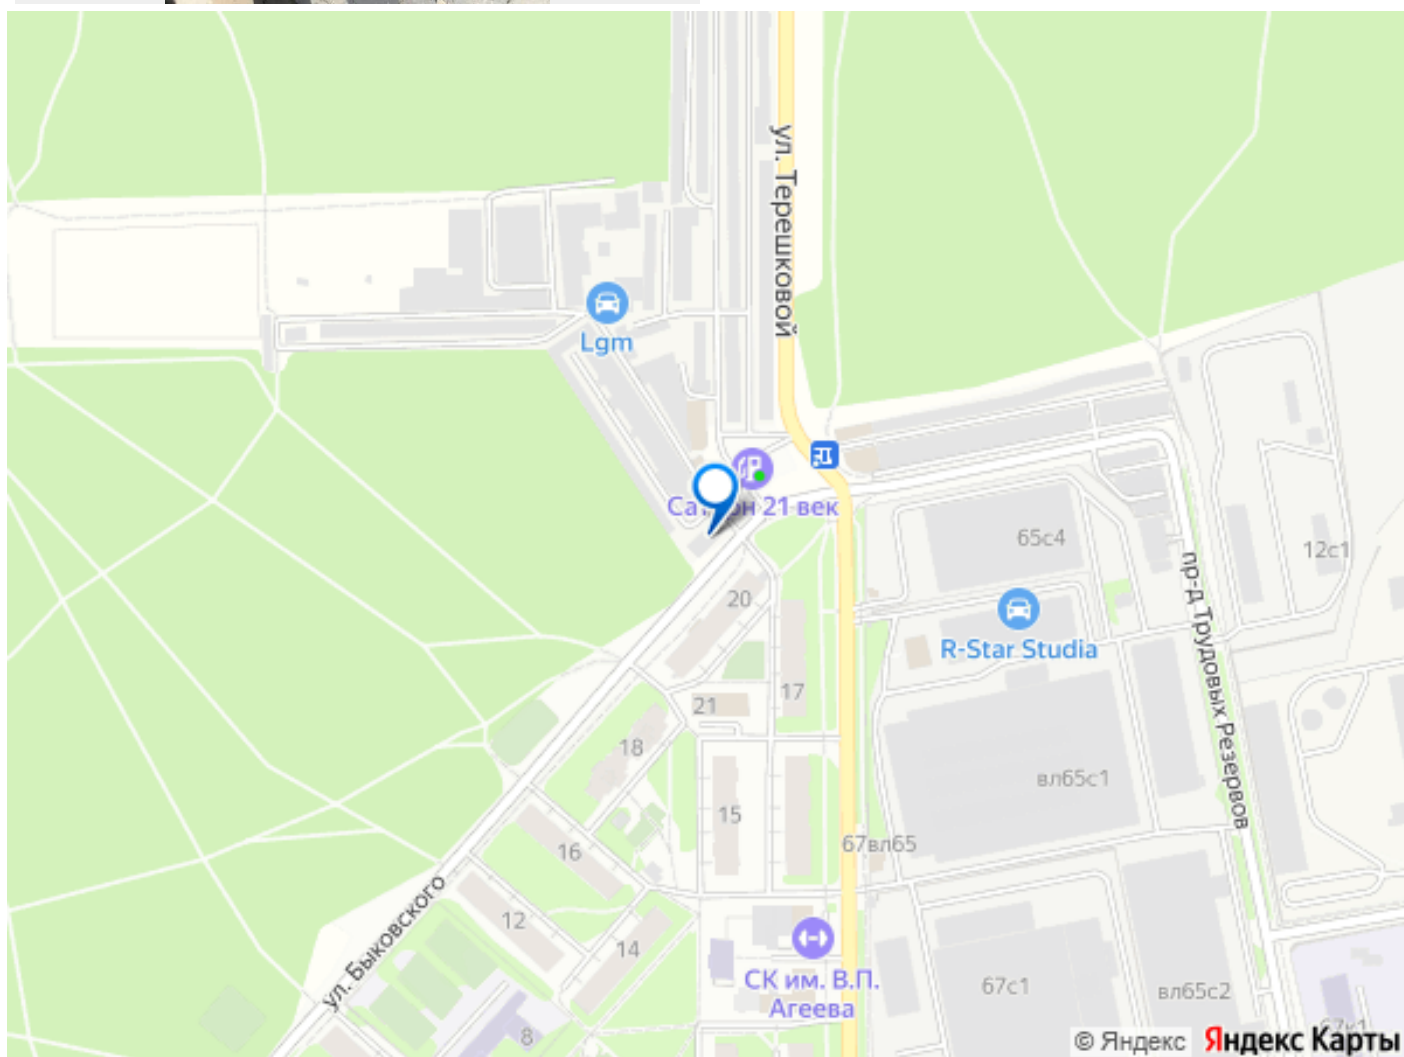 ул. Терешковой
Lgm
Сат
н 21 век
65с4
12с1
20
R-Star Studia
пр-д Трудовых Резервов
17
21
18
вл65с1
15
67вл65
16
ул. Быковского
12
14
СК им. В.П.
Агеева
67с1
вл65с2
8
© Яндекс
Яндекс Карты